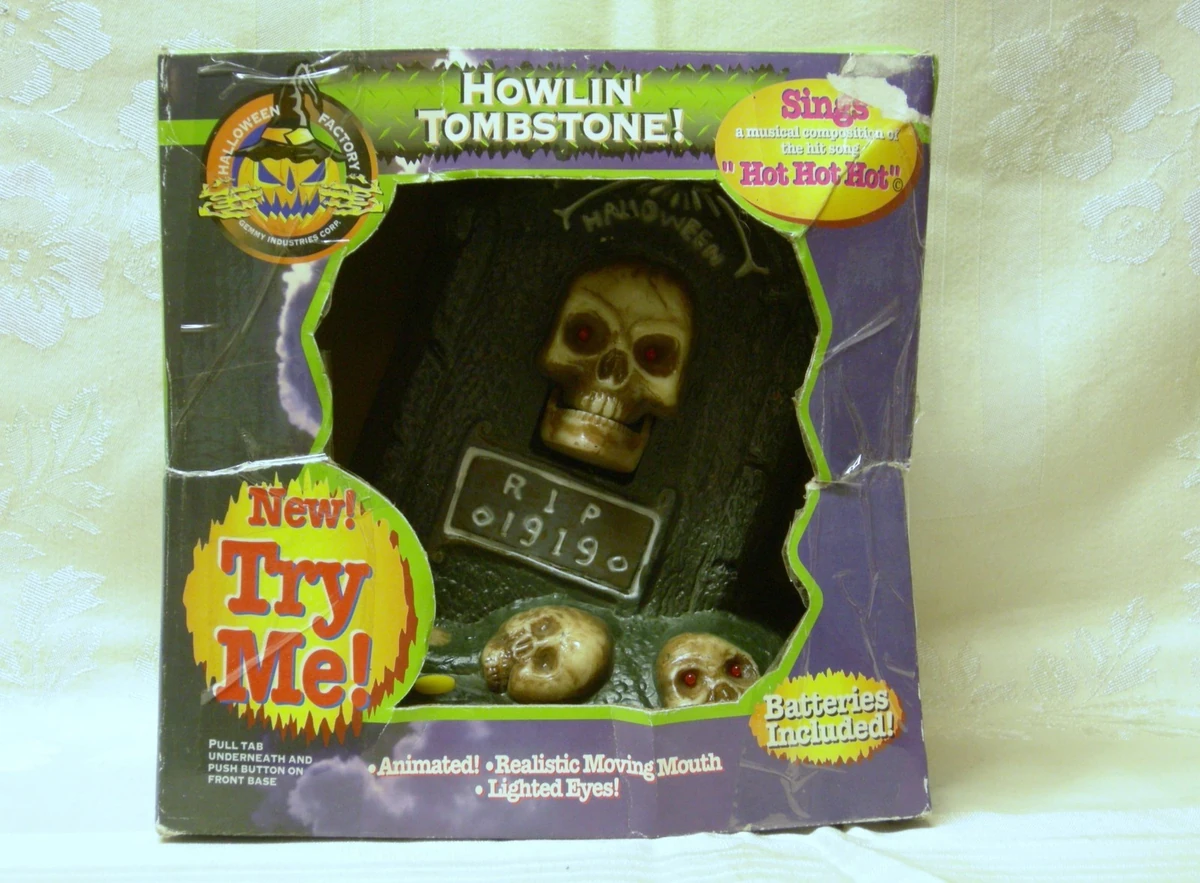 HOWLIN'
TOMBSTONE!
HALLOWEEN FACTORY
GEMMY INDUSTRIES CORP.
Sings
a musical composition of
the hit song
"Hot Hot Hot"©
HALLOWEEN
R I P
1919
New!
Try
Me!
PULL TAB
UNDERNEATH AND
PUSH BUTTON ON
FRONT BASE
• Animated! • Realistic Moving Mouth
• Lighted Eyes!
Batteries
Included!